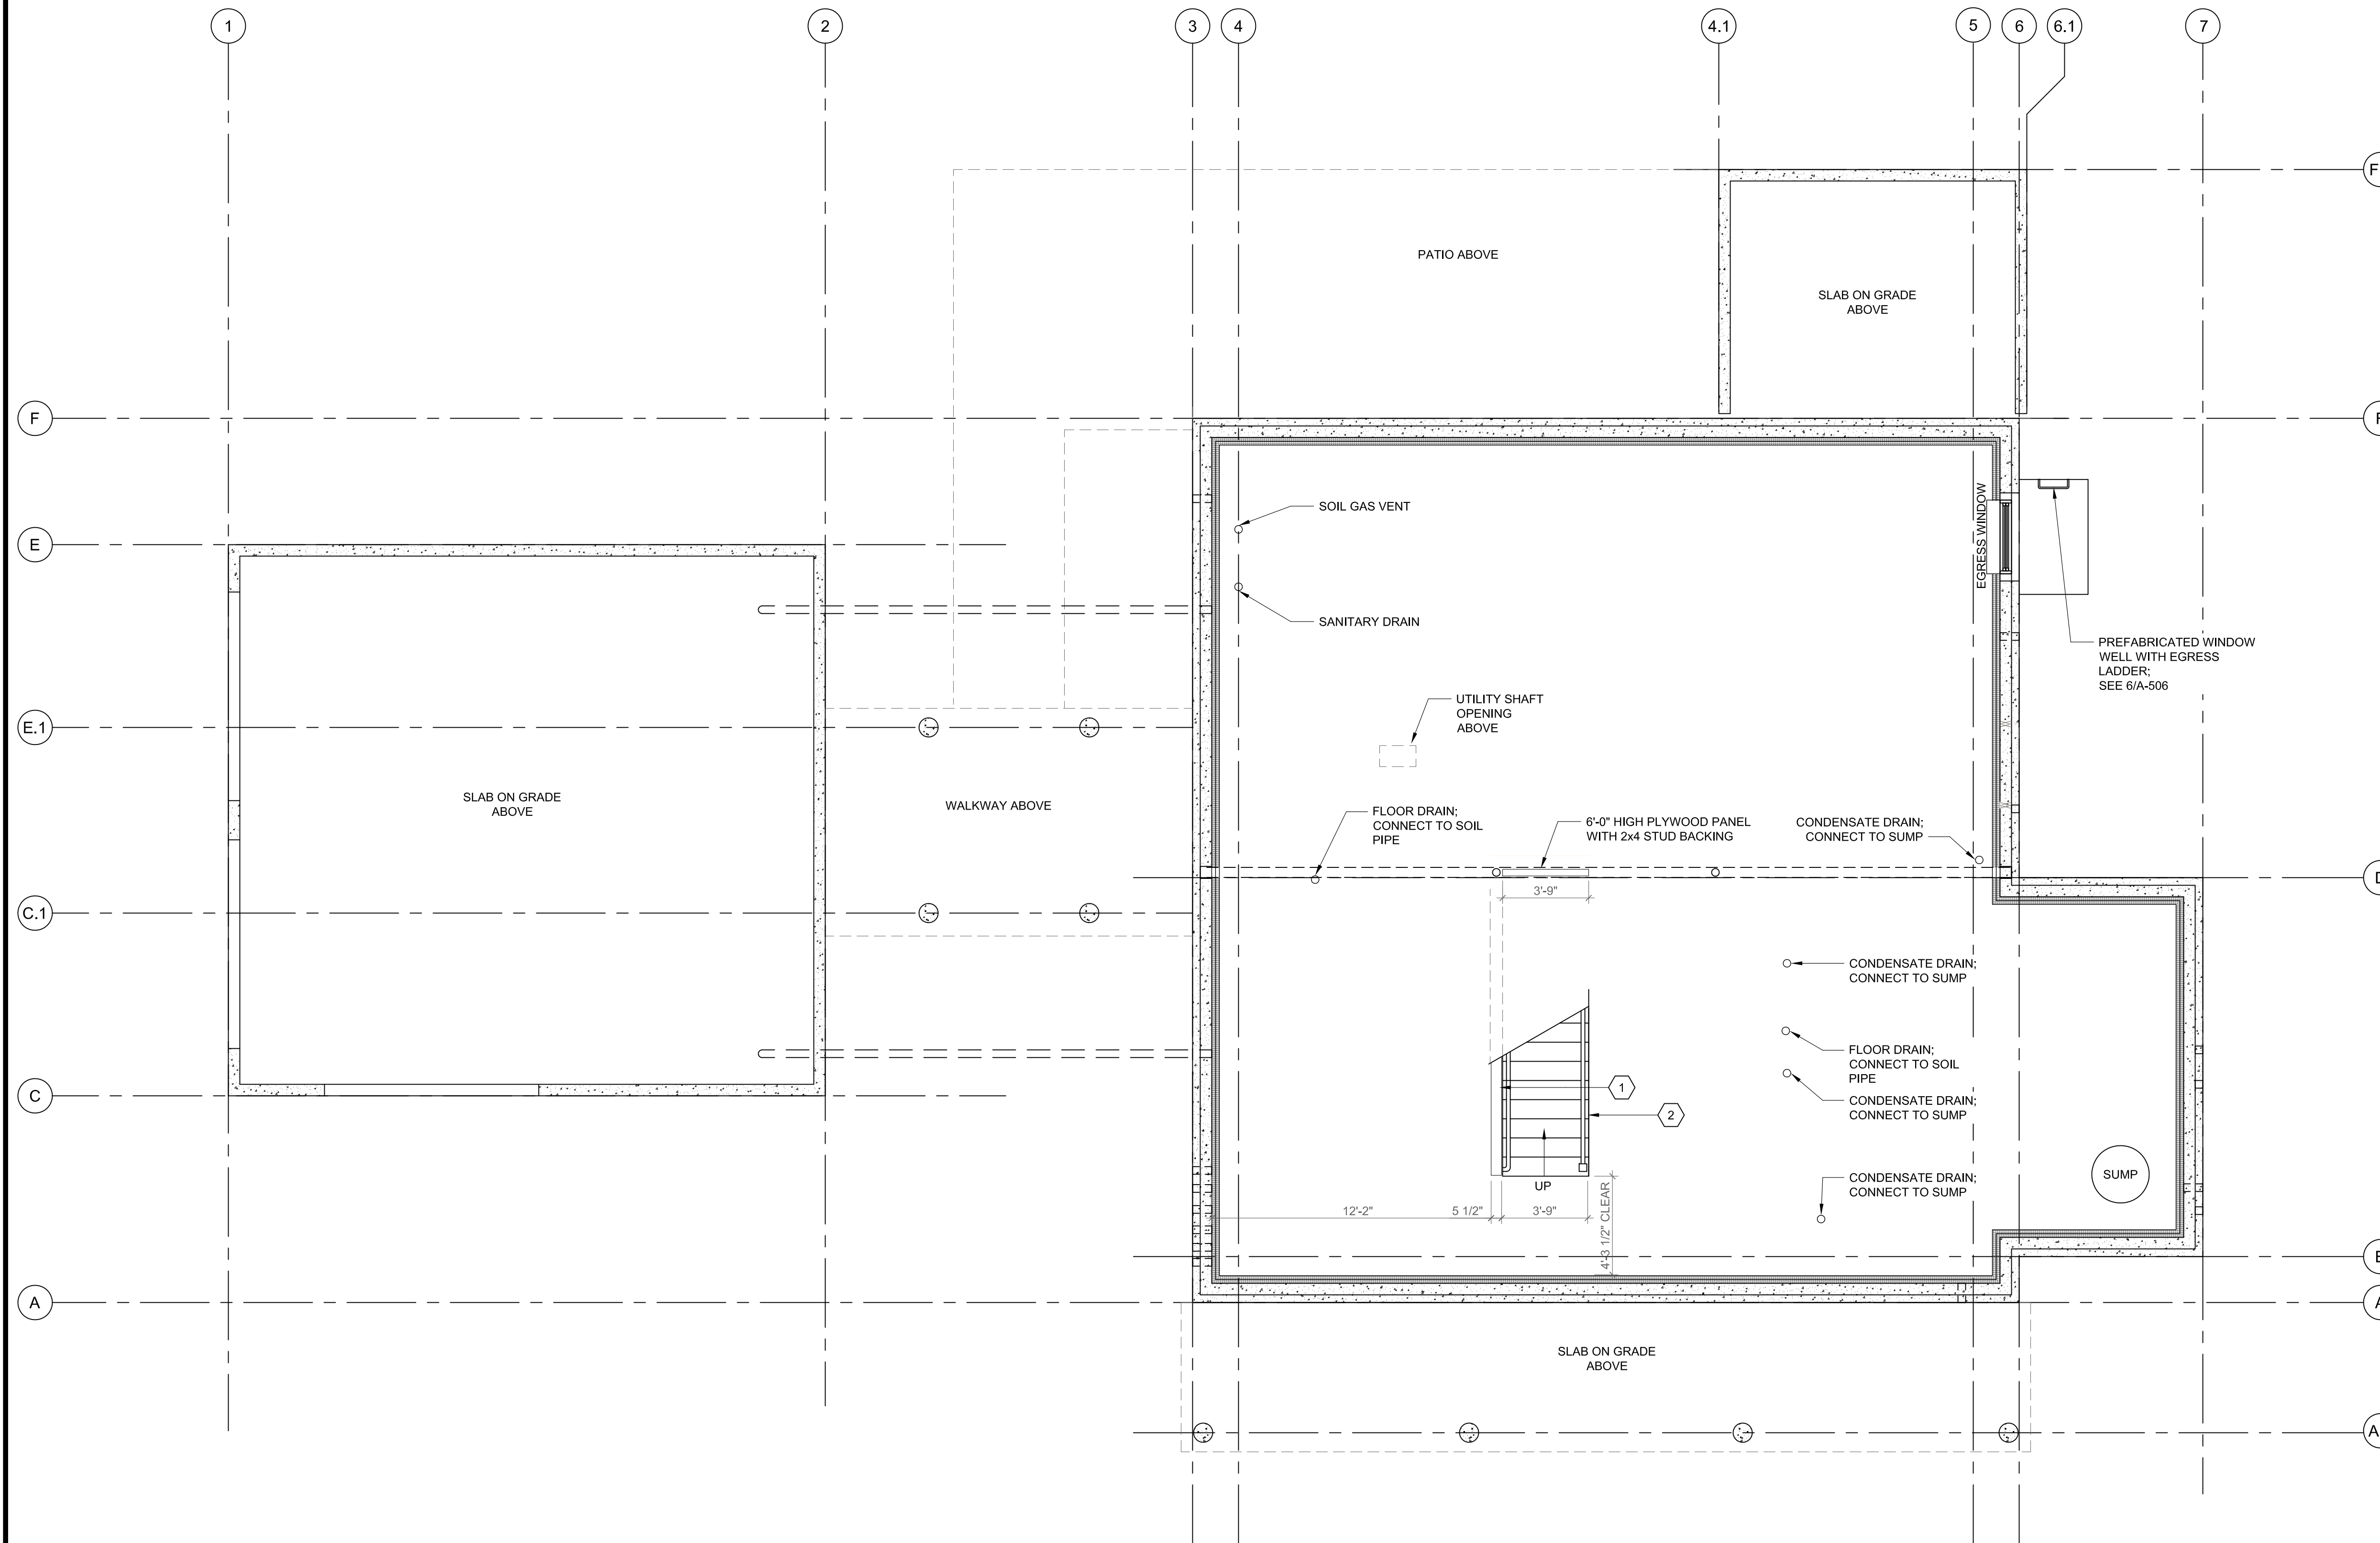 1
2
3
4
4.1
5
6
6.1
7
F
PATIO ABOVE
SLAB ON GRADE
ABOVE
F
SOIL GAS VENT
SANITARY DRAIN
EGRESS WINDOW
E
PREFABRICATED WINDOW
WELL WITH EGRESS
LADDER;
SEE 6/A-506
UTILITY SHAFT
OPENING
ABOVE
E.1
SLAB ON GRADE
ABOVE
WALKWAY ABOVE
FLOOR DRAIN;
CONNECT TO SOIL
PIPE
6'-0" HIGH PLYWOOD PANEL
WITH 2x4 STUD BACKING
CONDENSATE DRAIN;
CONNECT TO SUMP
3'-9"
C.1
CONDENSATE DRAIN;
CONNECT TO SUMP
FLOOR DRAIN;
CONNECT TO SOIL
PIPE
CONDENSATE DRAIN;
CONNECT TO SUMP
1
2
C
CONDENSATE DRAIN;
CONNECT TO SUMP
SUMP
UP
12'-2"
5 1/2"
3'-9"
4'-3 1/2" CLEAR
A
SLAB ON GRADE
ABOVE
A